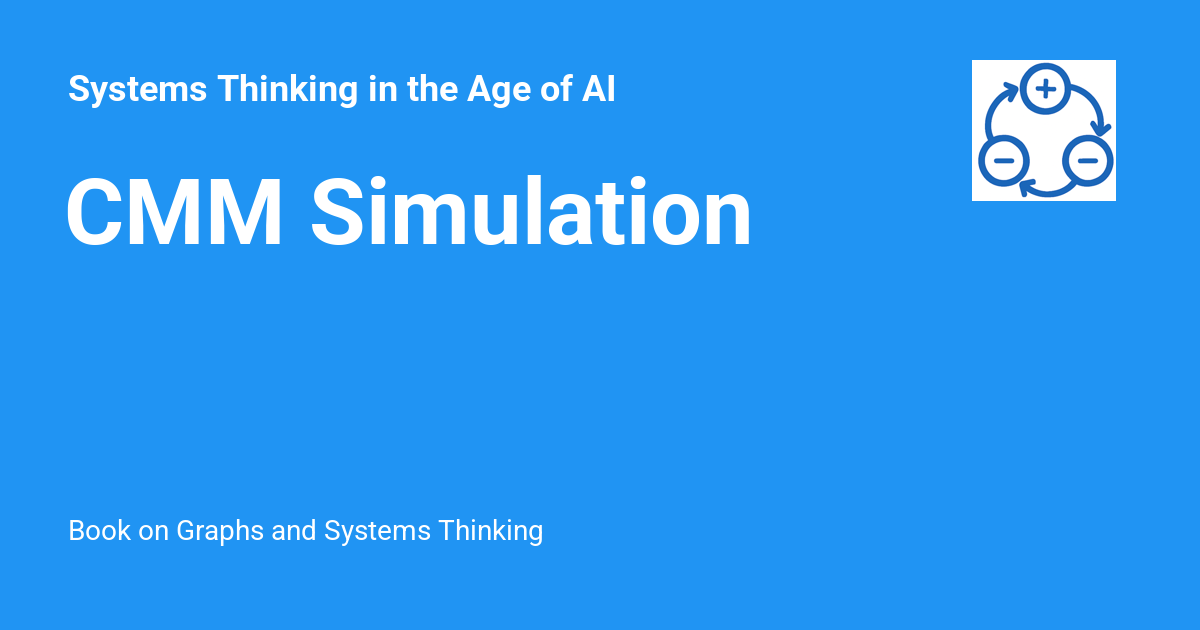 Systems Thinking in the Age of AI
CMM Simulation
Book on Graphs and Systems Thinking